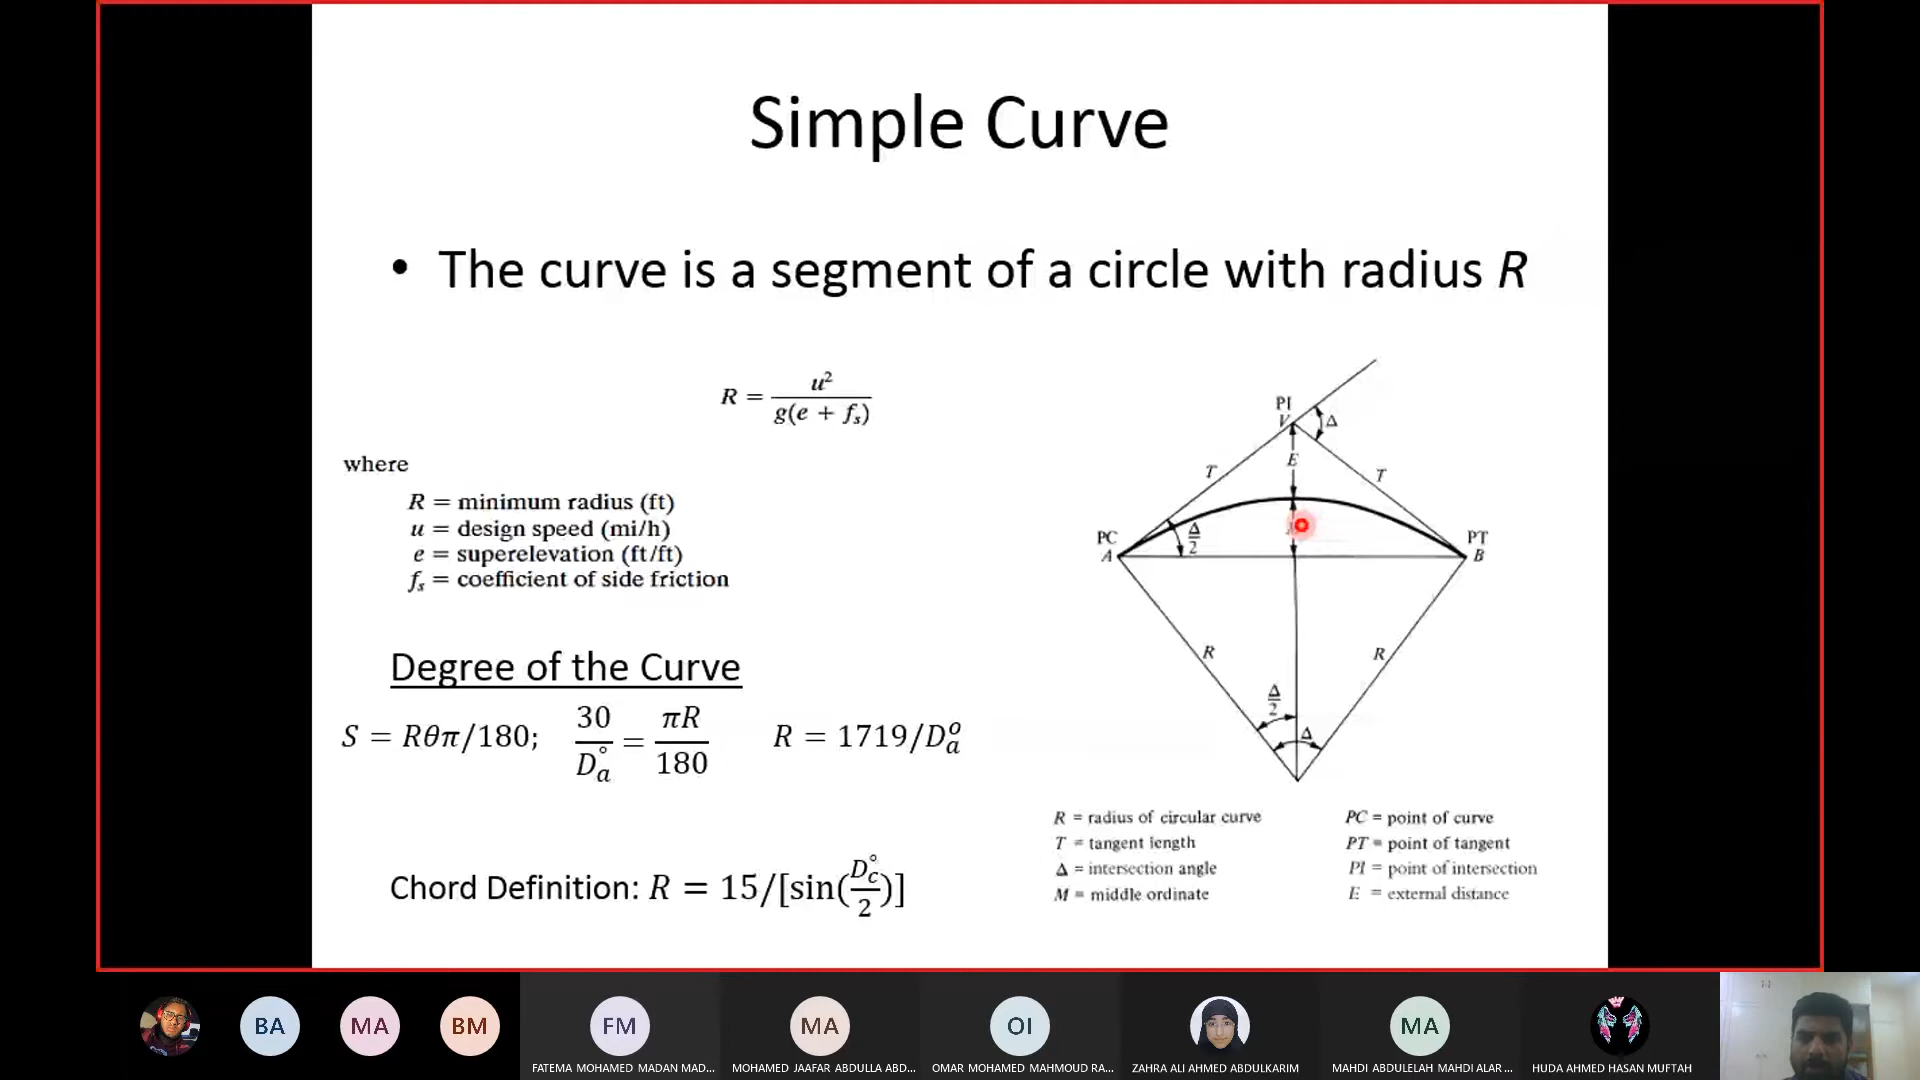 Simple Curve
• The curve is a segment of a circle with radius R
R = u² / g(e + fₛ)
where
R = minimum radius (ft)
u = design speed (mi/h)
e = superelevation (ft/ft)
fₛ = coefficient of side friction
Degree of the Curve
S = Rθπ/180; 30/D°ₐ = πR/180 R = 1719/Dₐᵒ
Chord Definition: R = 15/[sin(D°c/2)]
PI
V
Δ
E
T
T
PC
A
Δ/2
PT
B
R
R
Δ/2
Δ
R = radius of circular curve
T = tangent length
Δ = intersection angle
M = middle ordinate
PC = point of curve
PT = point of tangent
PI = point of intersection
E = external distance
BA
MA
BM
FM
MA
OI
MA
FATEMA MOHAMED MADAN MAD...
MOHAMED JAAFAR ABDULLA ABD...
OMAR MOHAMED MAHMOUD RA...
ZAHRA ALI AHMED ABDULKARIM
MAHDI ABDULELAH MAHDI ALAR...
HUDA AHMED HASAN MUFTAH